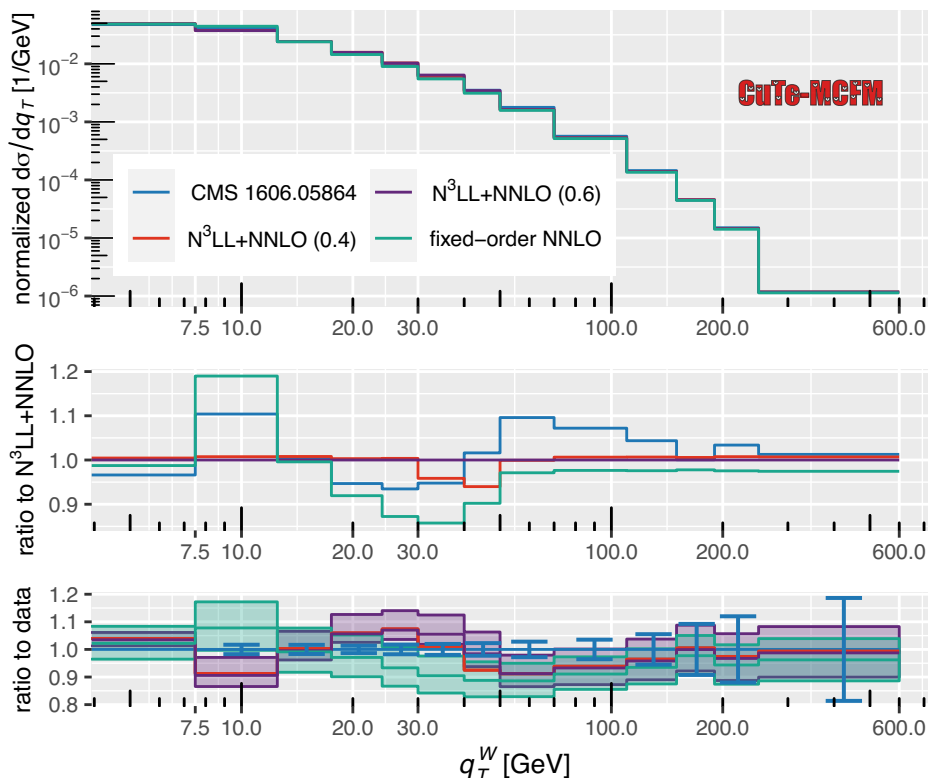 normalized dσ/dq_T [1/GeV]
10⁻²
10⁻³
10⁻⁴
10⁻⁵
10⁻⁶
CuTe-MCFM
CMS 1606.05864
N³LL+NNLO (0.6)
N³LL+NNLO (0.4)
fixed−order NNLO
7.5 10.0 20.0 30.0 100.0 200.0 600.0
ratio to N³LL+NNLO
1.2
1.1
1.0
0.9
7.5 10.0 20.0 30.0 100.0 200.0 600.0
ratio to data
1.2
1.1
1.0
0.9
0.8
7.5 10.0 20.0 30.0 100.0 200.0 600.0
q_T^W [GeV]